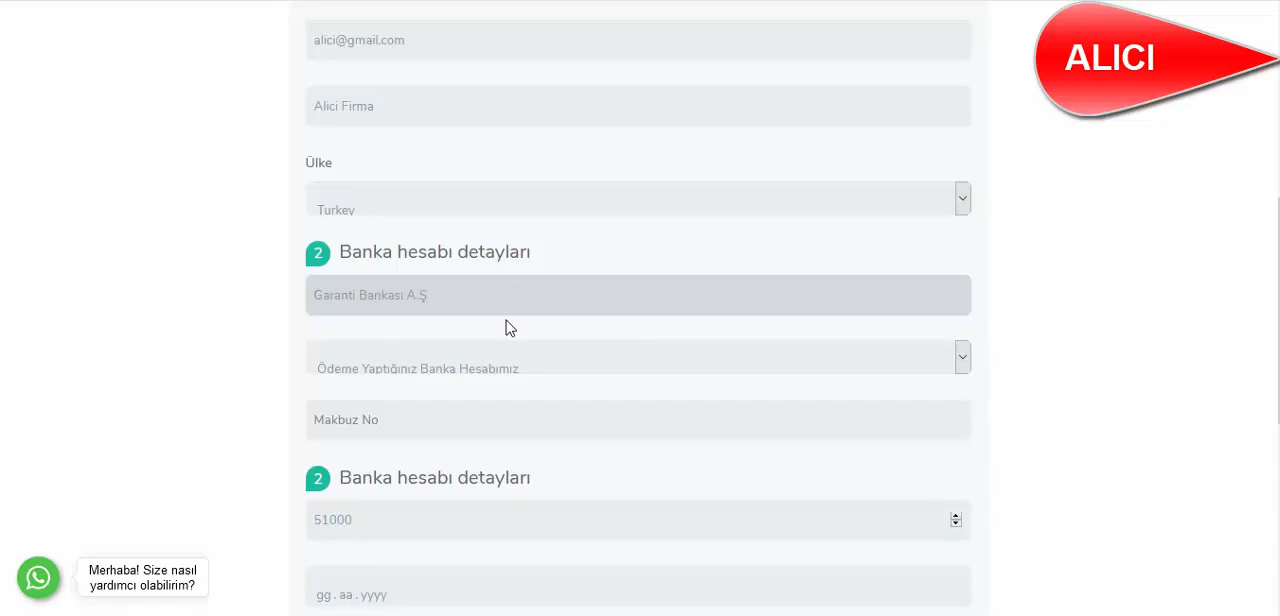 alici@gmail.com
ALICI
Alici Firma
Ülke
Turkey
2 Banka hesabı detayları
Garanti Bankası A.Ş
Ödeme Yaptığınız Banka Hesabımız
Makbuz No
2 Banka hesabı detayları
51000
Merhaba! Size nasıl
yardımcı olabilirim?
gg.aa.yyyy